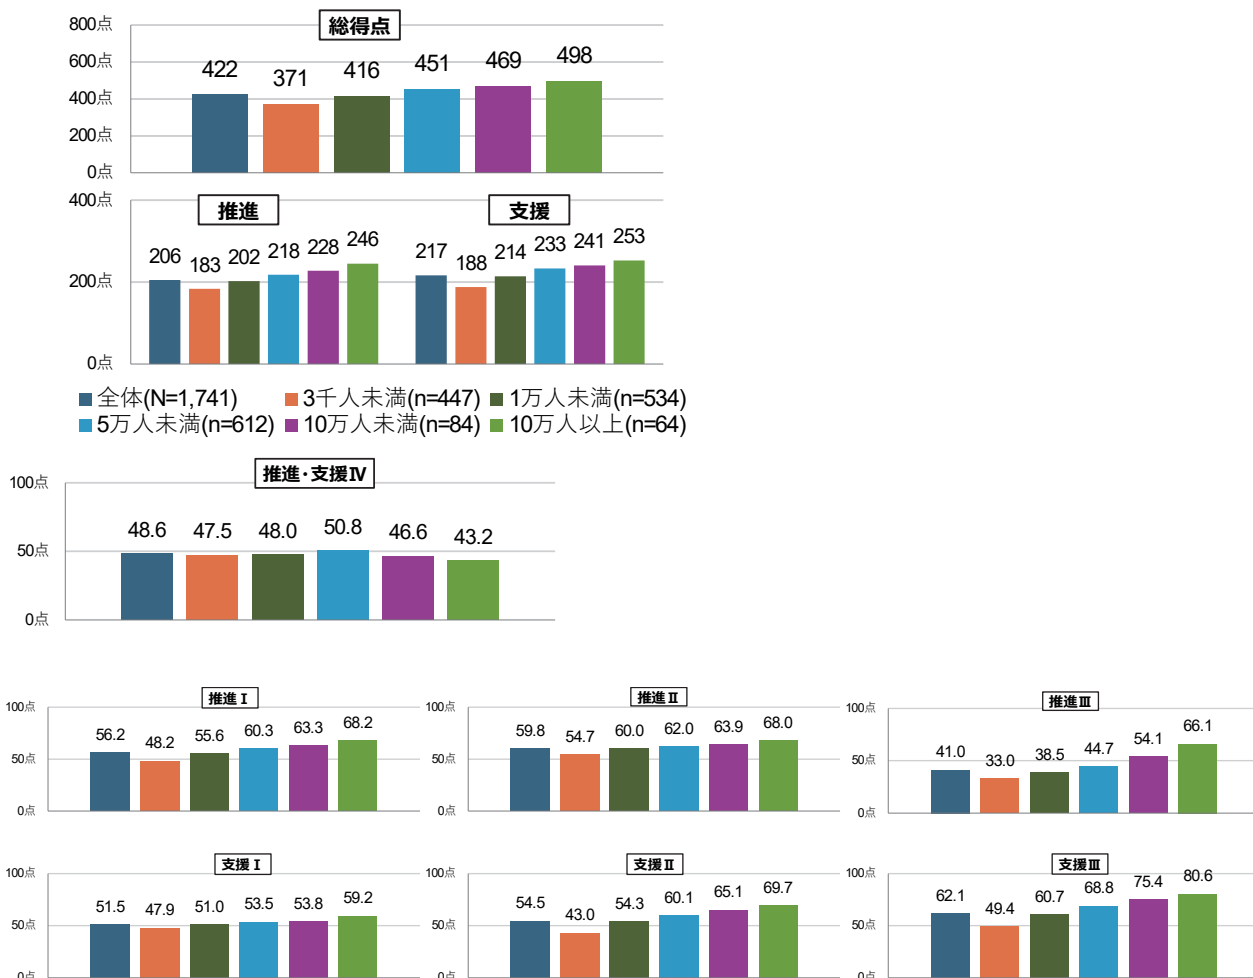 総得点
800点
600点
400点
200点
0点
422 371 416 451 469 498
推進 支援
400点
200点
0点
206 183 202 218 228 246 217 188 214 233 241 253
全体(N=1,741) 3千人未満(n=447) 1万人未満(n=534)
5万人未満(n=612) 10万人未満(n=84) 10万人以上(n=64)
推進・支援Ⅳ
100点
50点
0点
48.6 47.5 48.0 50.8 46.6 43.2
推進Ⅰ
100点
50点
0点
56.2 48.2 55.6 60.3 63.3 68.2
推進Ⅱ
100点
50点
0点
59.8 54.7 60.0 62.0 63.9 68.0
推進Ⅲ
100点
50点
0点
41.0 33.0 38.5 44.7 54.1 66.1
支援Ⅰ
100点
50点
0点
51.5 47.9 51.0 53.5 53.8 59.2
支援Ⅱ
100点
50点
0点
54.5 43.0 54.3 60.1 65.1 69.7
支援Ⅲ
100点
50点
0点
62.1 49.4 60.7 68.8 75.4 80.6